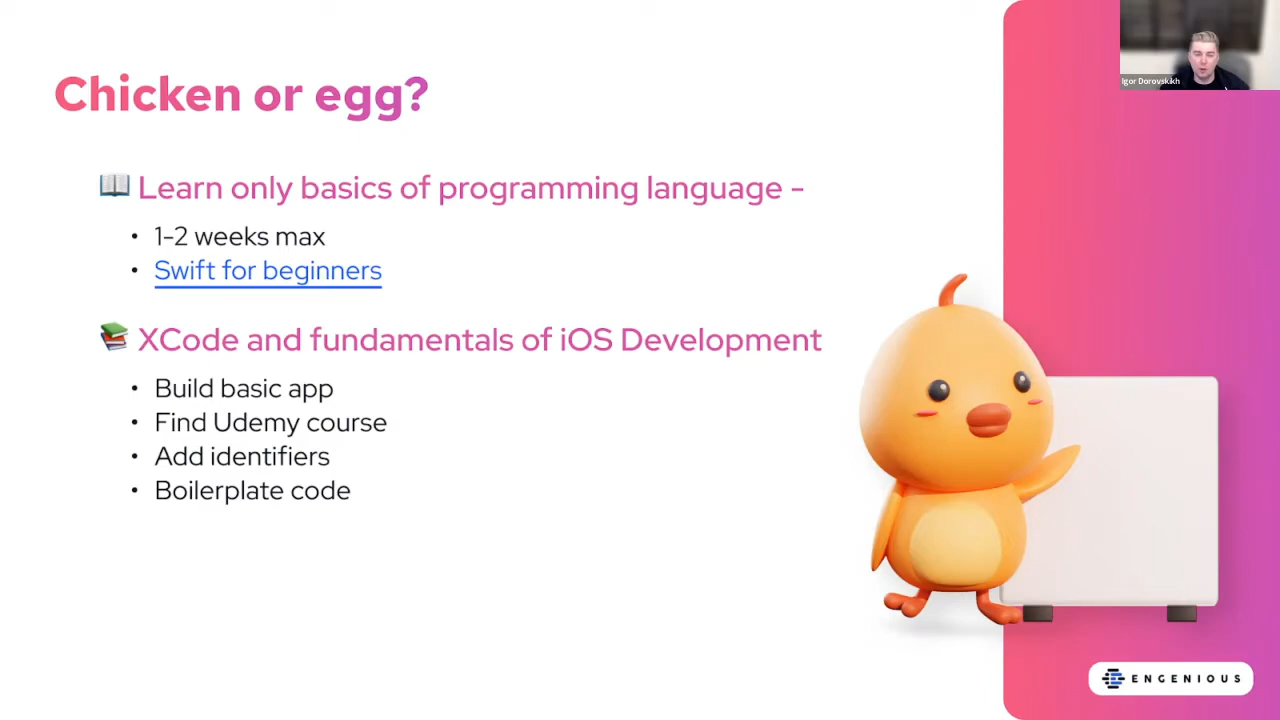 Igor Dorovskikh
Chicken or egg?
📖 Learn only basics of programming language -
• 1-2 weeks max
• Swift for beginners
📚 XCode and fundamentals of iOS Development
• Build basic app
• Find Udemy course
• Add identifiers
• Boilerplate code
ENGENIOUS